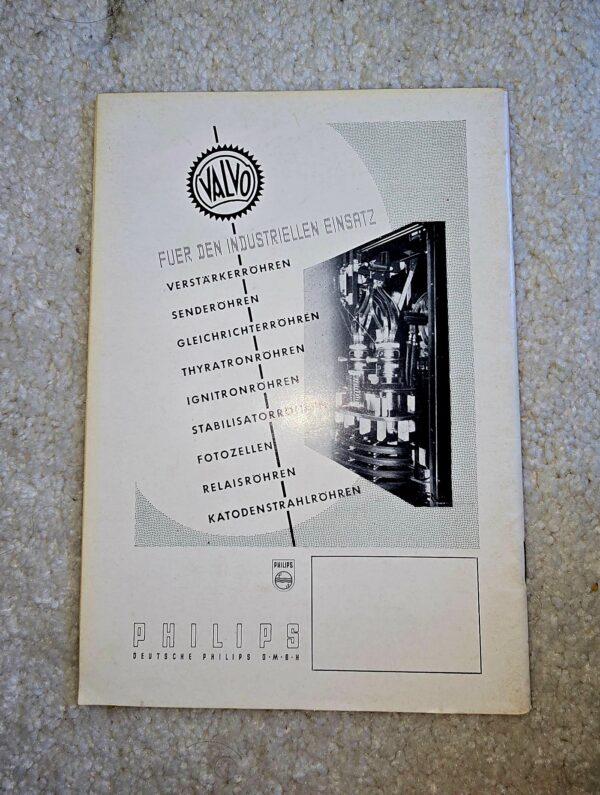 VALVO
FUER DEN INDUSTRIELLEN EINSATZ
VERSTÄRKERRÖHREN
SENDERÖHREN
GLEICHRICHTERRÖHREN
THYRATRONRÖHREN
IGNITRONRÖHREN
STABILISATORRÖHREN
FOTOZELLEN
RELAISRÖHREN
KATODENSTRAHLRÖHREN
PHILIPS
PHILIPS
DEUTSCHE PHILIPS G·M·B·H